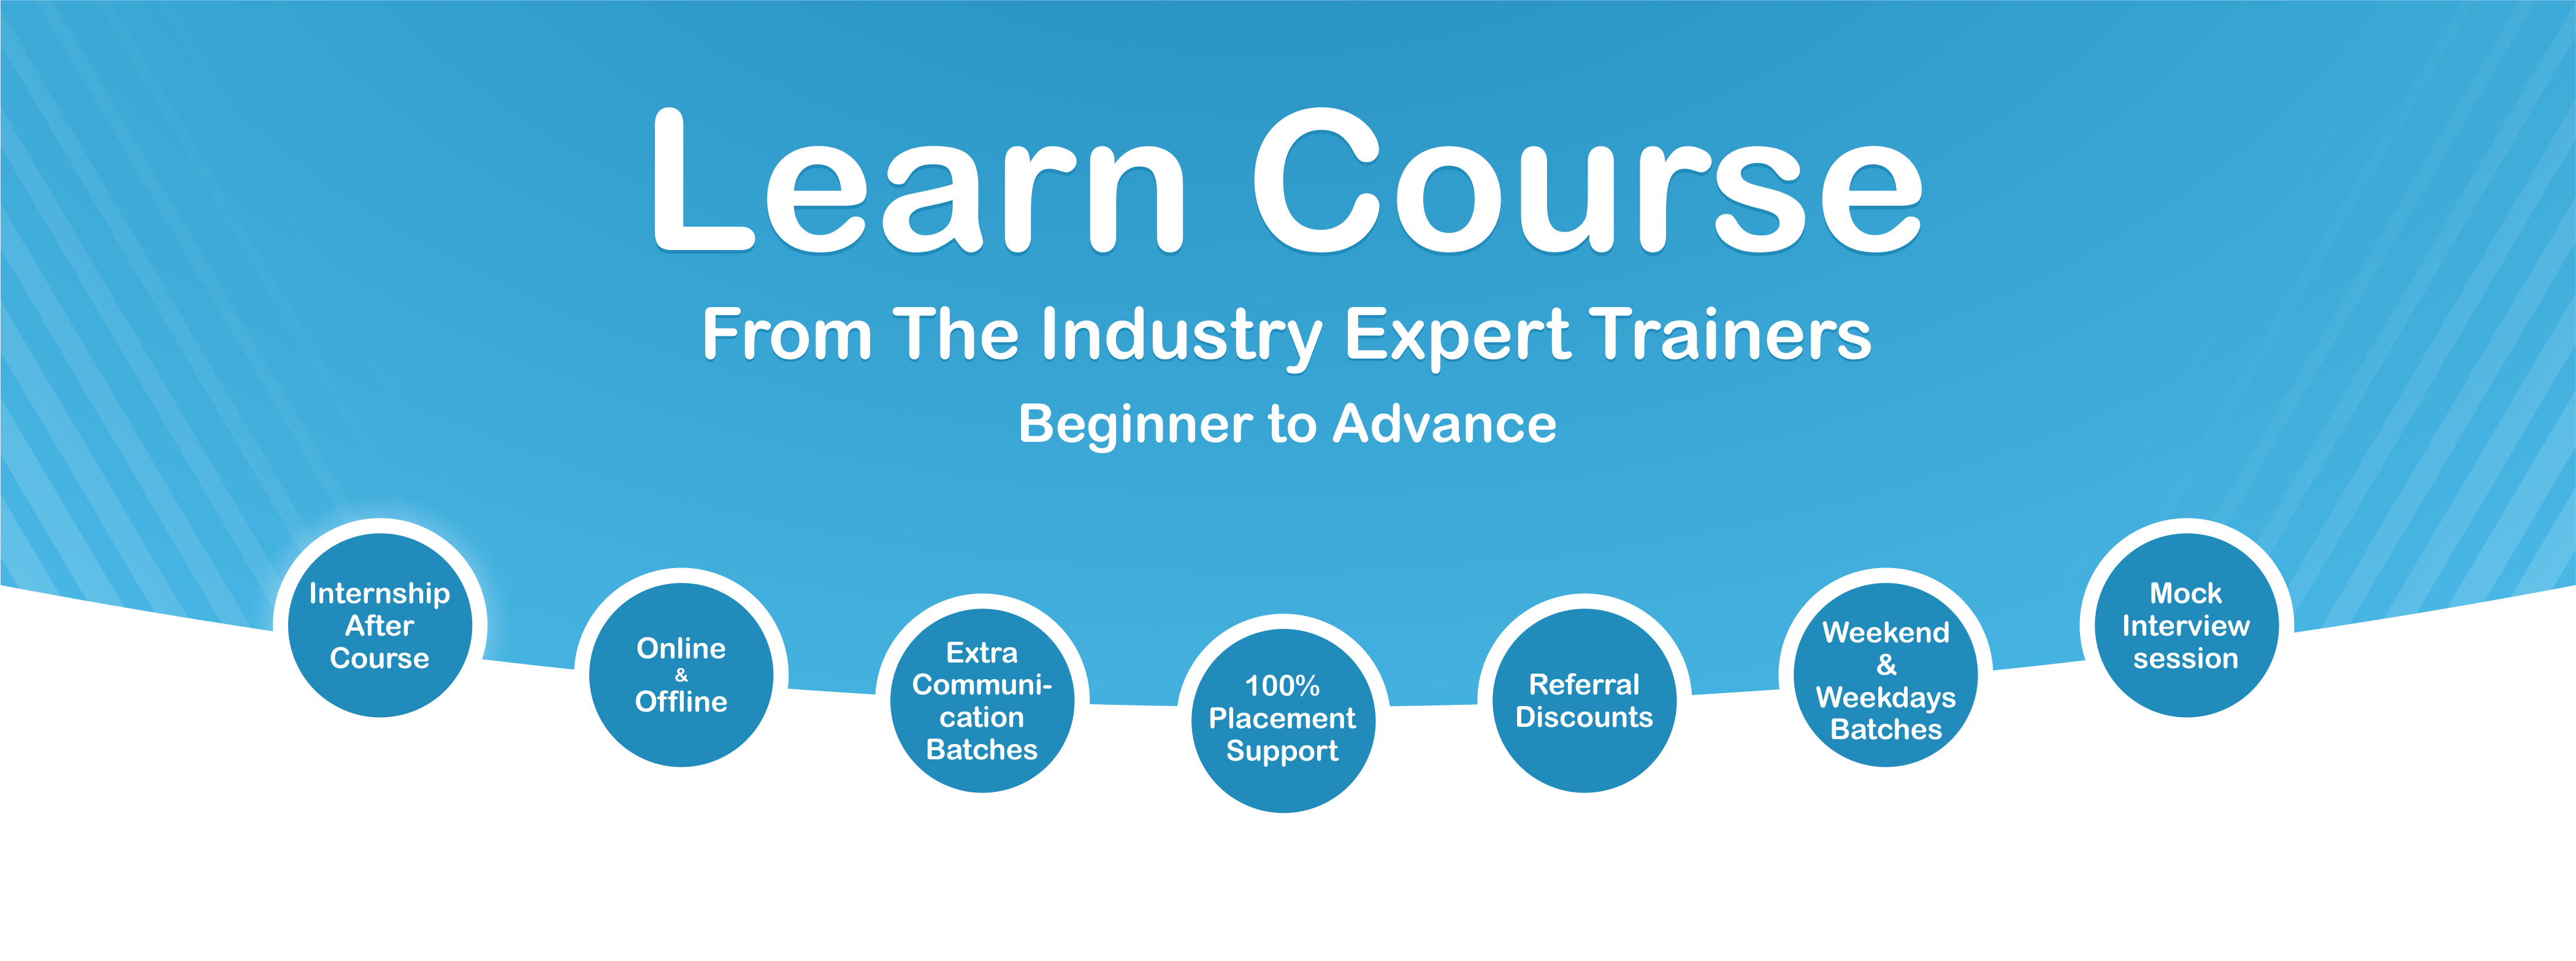 Learn Course
From The Industry Expert Trainers
Beginner to Advance
Internship
After
Course
Online
&
Offline
Extra
Communi-
cation
Batches
100%
Placement
Support
Referral
Discounts
Weekend
&
Weekdays
Batches
Mock
Interview
session